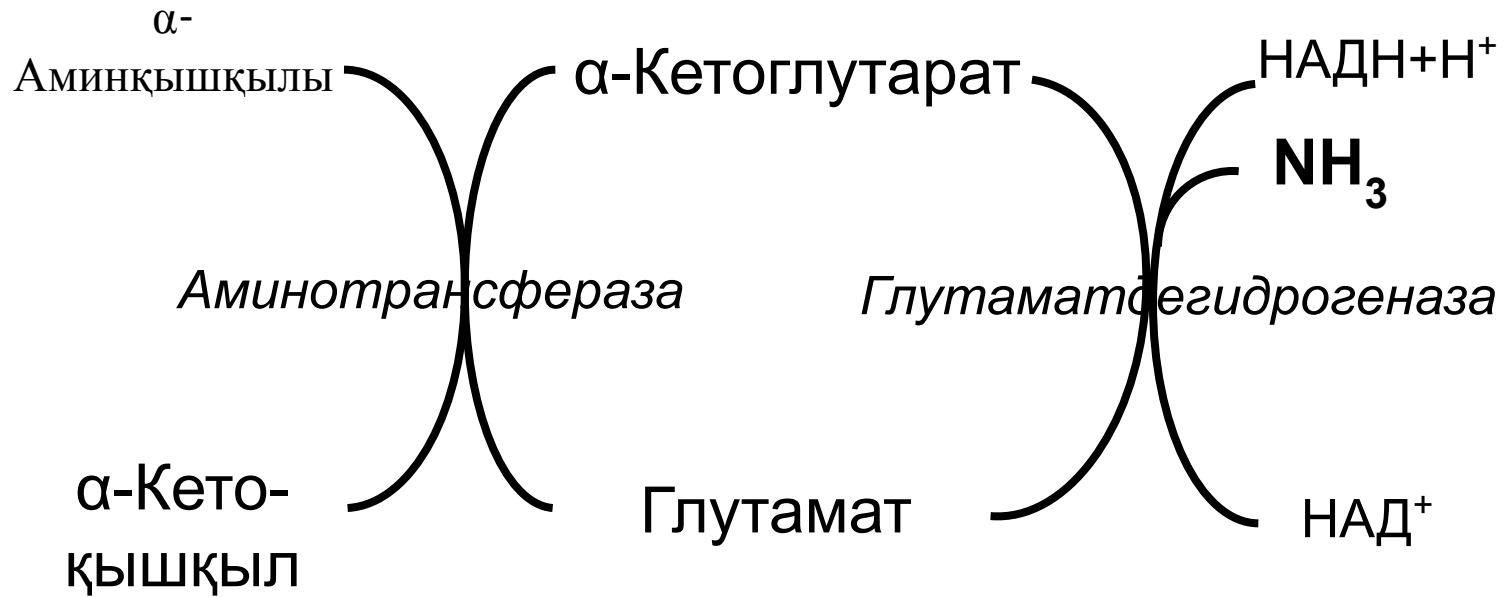 α-
Аминқышқылы
α-Кетоглутарат
НАДН+Н⁺
NH₃
Аминотрансфераза
Глутаматдегидрогеназа
α-Кето-
қышқыл
Глутамат
НАД⁺